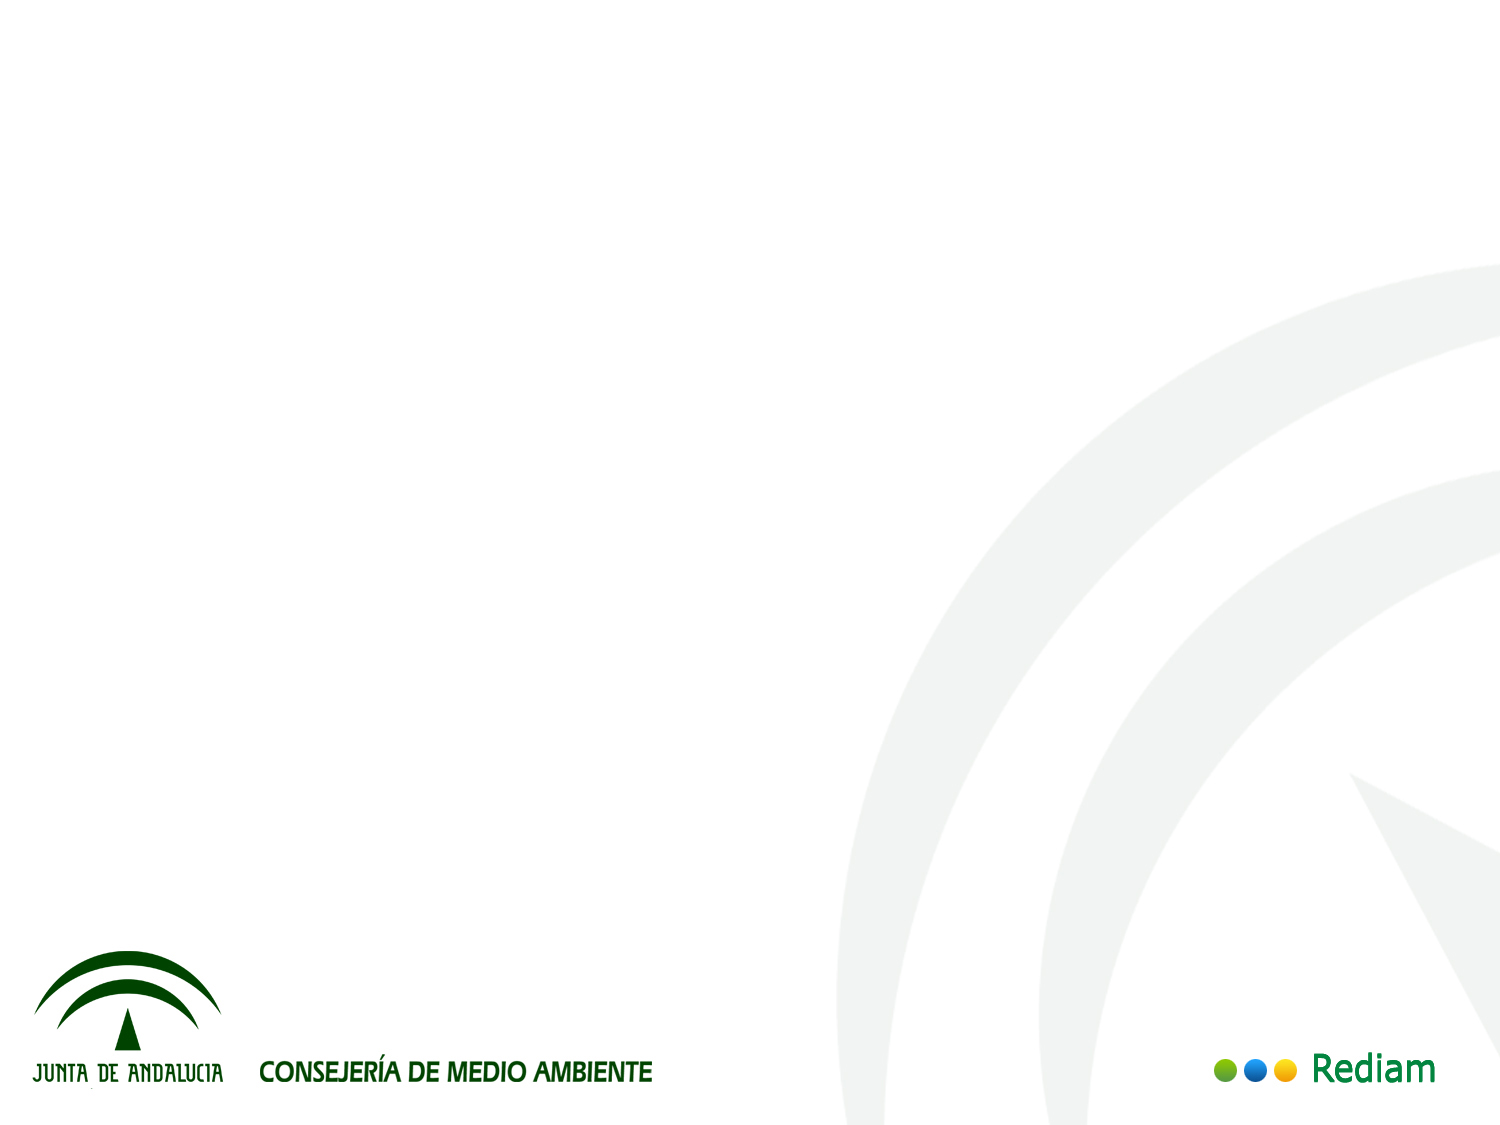 JUNTA DE ANDALUCIA
CONSEJERÍA DE MEDIO AMBIENTE
Rediam